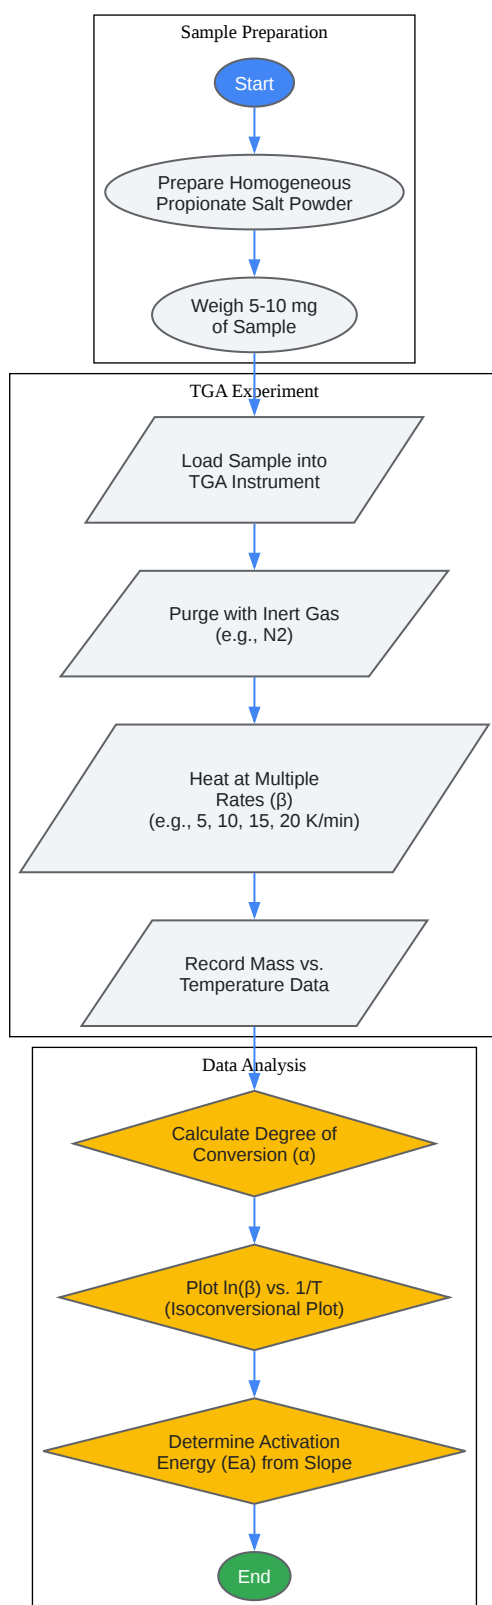 Sample Preparation
Start
Prepare Homogeneous
Propionate Salt Powder
Weigh 5-10 mg
of Sample
TGA Experiment
Load Sample into
TGA Instrument
Purge with Inert Gas
(e.g., N2)
Heat at Multiple
Rates (β)
(e.g., 5, 10, 15, 20 K/min)
Record Mass vs.
Temperature Data
Data Analysis
Calculate Degree of
Conversion (α)
Plot ln(β) vs. 1/T
(Isoconversional Plot)
Determine Activation
Energy (Ea) from Slope
End